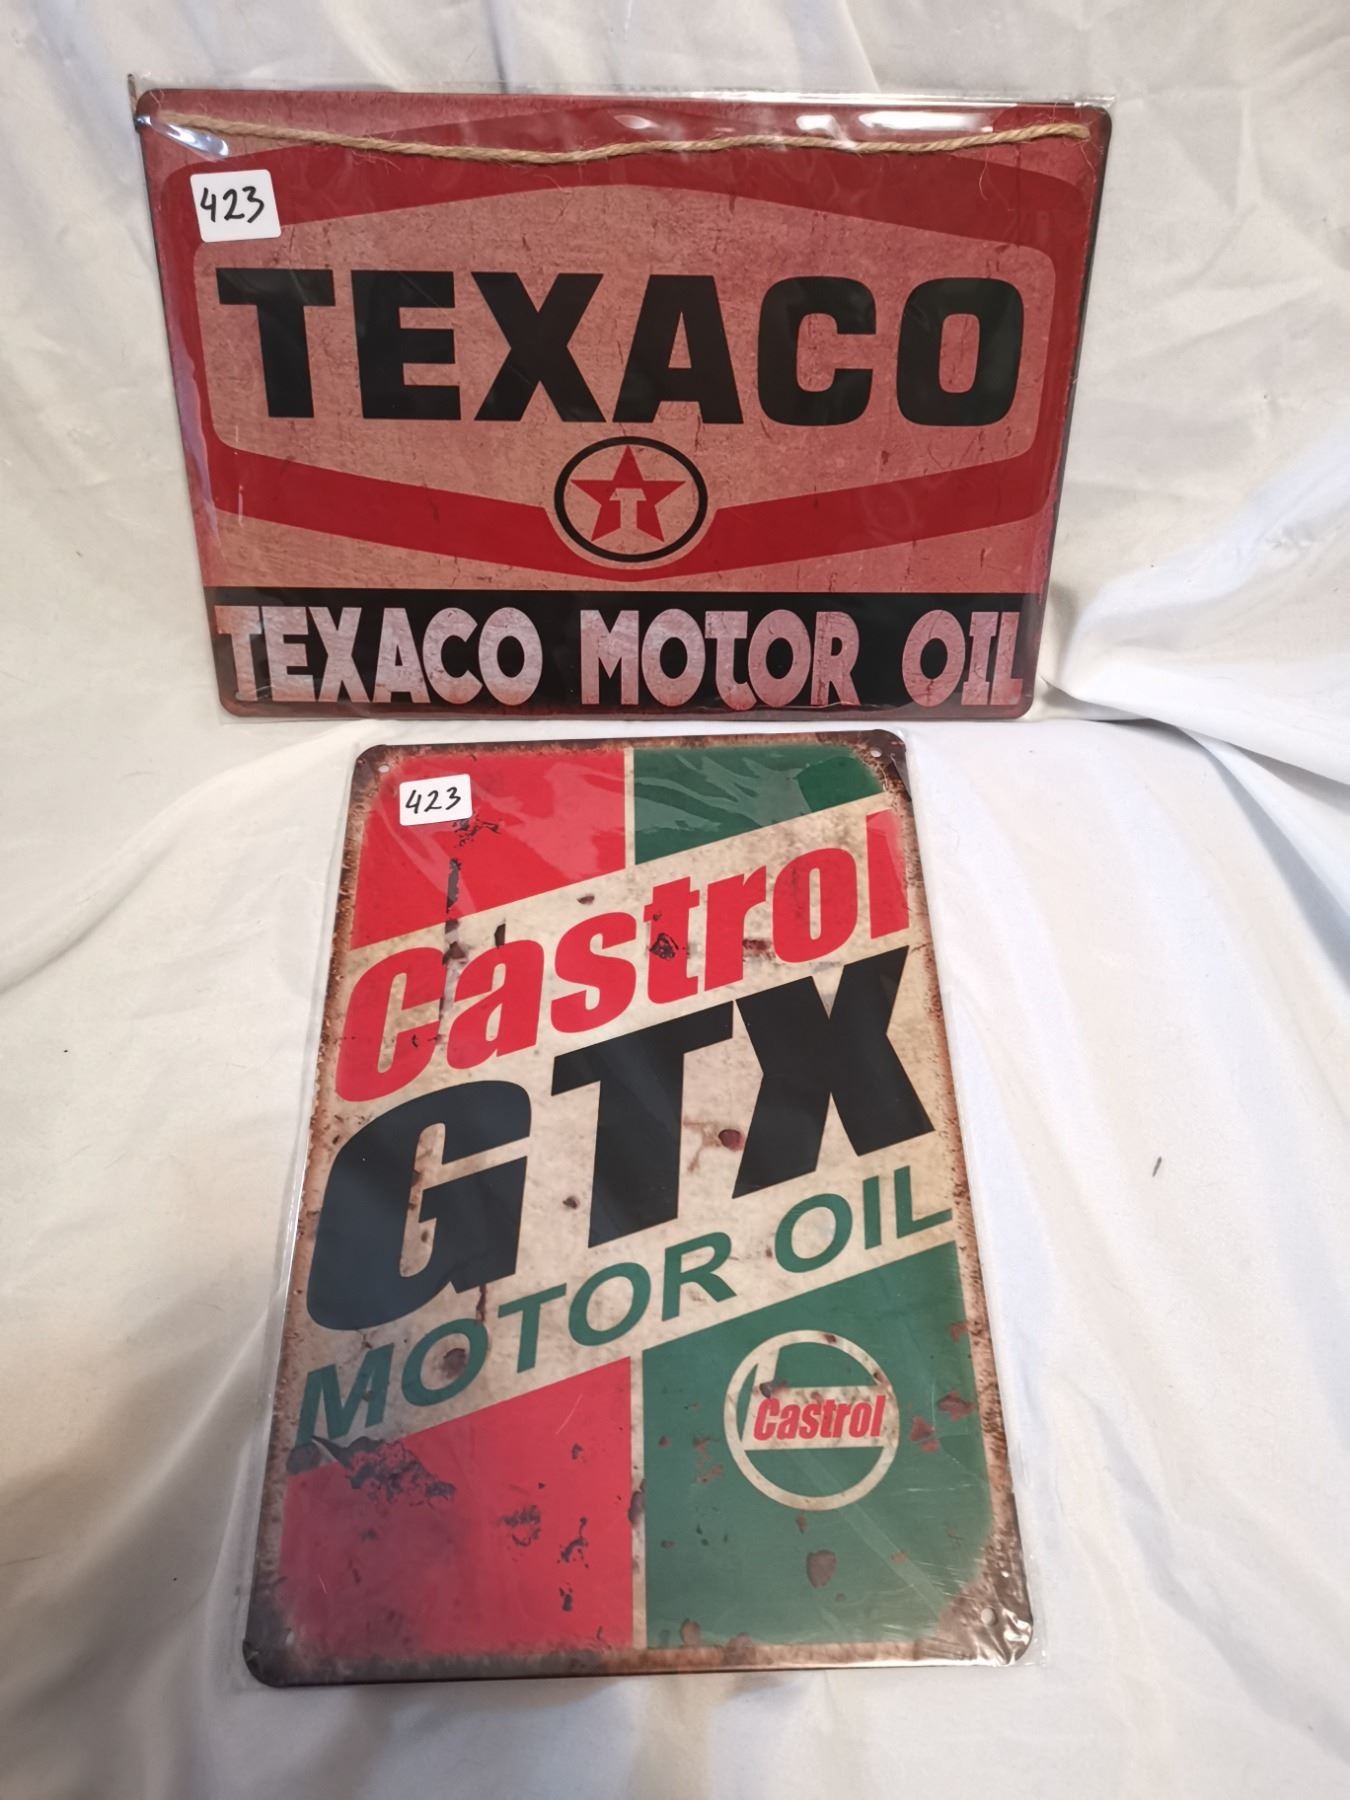 423
TEXACO
T
TEXACO MOTOR OIL
423
Castrol
GTX
MOTOR OIL
Castrol